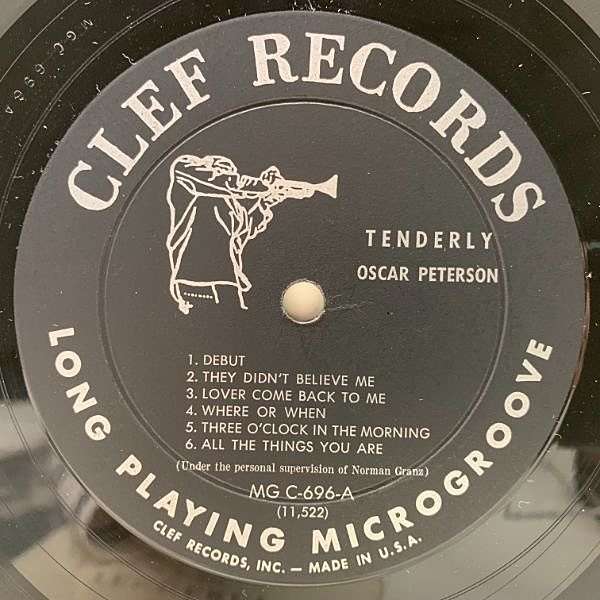 CLEF RECORDS
TENDERLY
OSCAR PETERSON
1. DEBUT
2. THEY DIDN'T BELIEVE ME
3. LOVER COME BACK TO ME
4. WHERE OR WHEN
5. THREE O'CLOCK IN THE MORNING
6. ALL THE THINGS YOU ARE
(Under the personal supervision of Norman Granz)
MG C-696-A
(11,522)
LONG PLAYING MICROGROOVE
CLEF RECORDS, INC. — MADE IN U.S.A.
MGC 696A